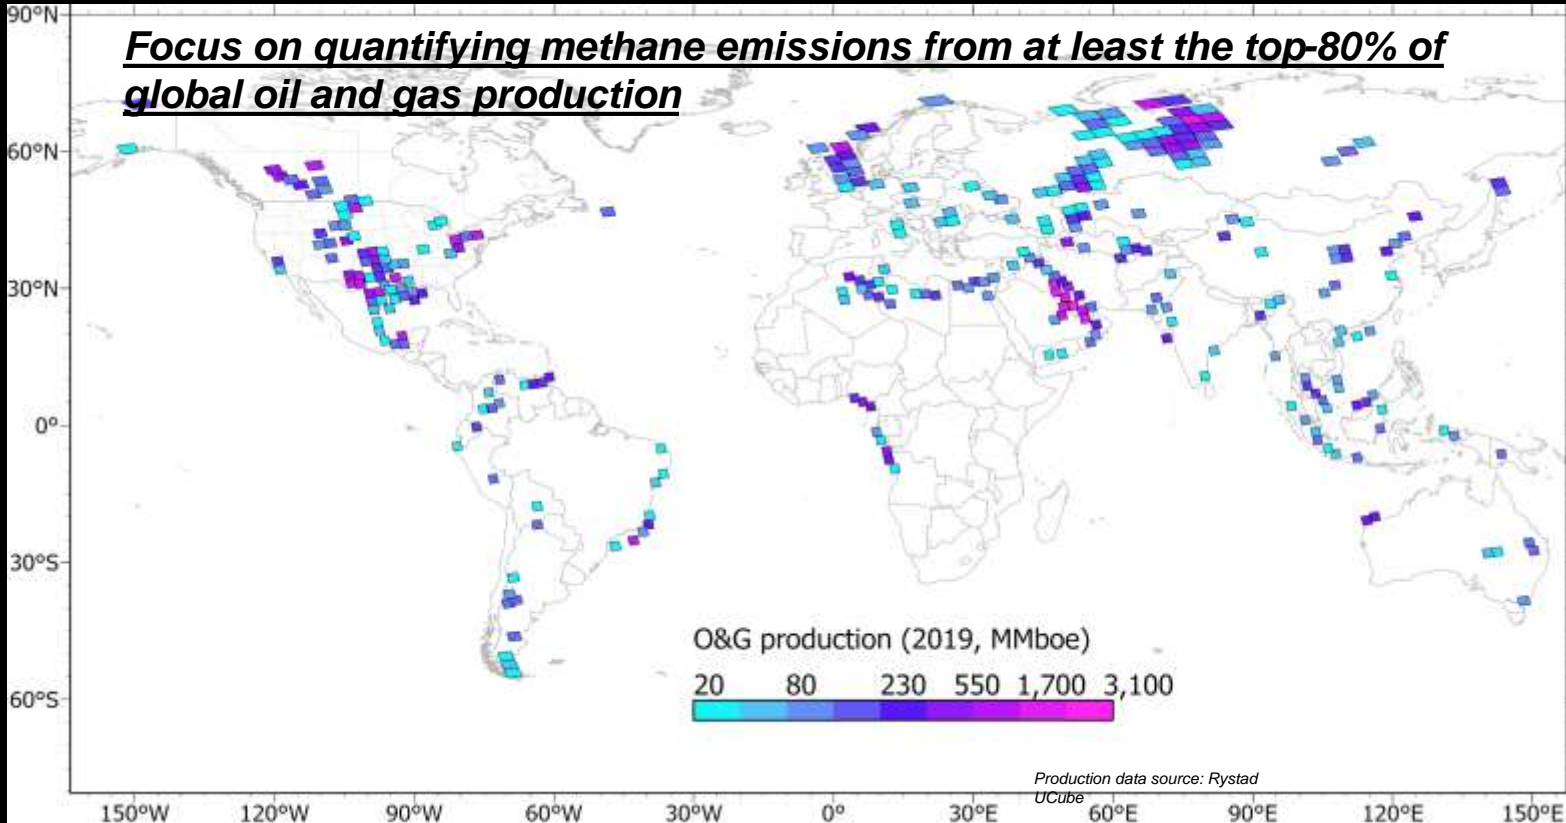 90°N
Focus on quantifying methane emissions from at least the top-80% of
global oil and gas production
60°N
30°N
0°
30°S
O&G production (2019, MMboe)
20 80 230 550 1,700 3,100
60°S
Production data source: Rystad
UCube
150°W 120°W 90°W 60°W 30°W 0° 30°E 60°E 90°E 120°E 150°E